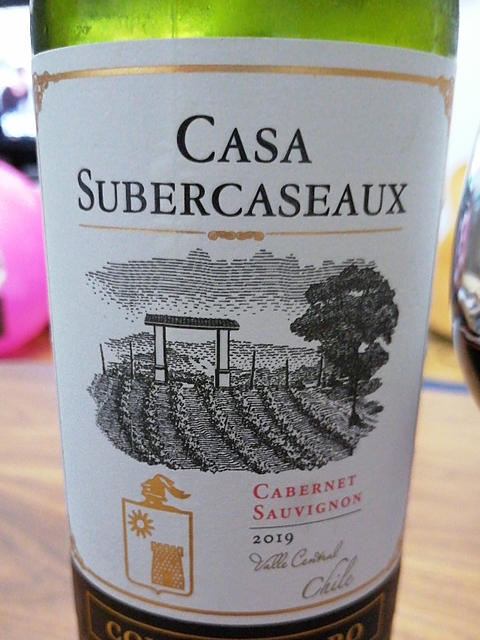 CASA
SUBERCASEAUX
CABERNET
SAUVIGNON
2019
Valle Central
Chile